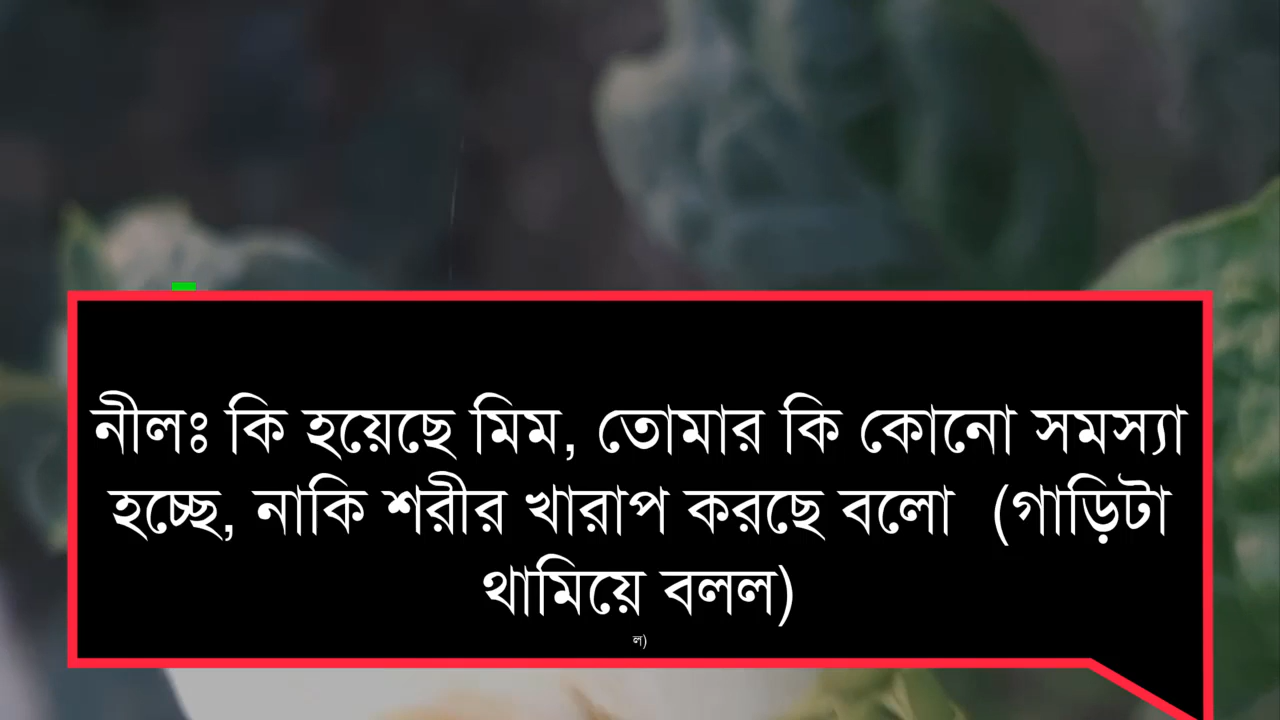 নীলঃ কি হয়েছে মিম, তোমার কি কোনো সমস্যা
হচ্ছে, নাকি শরীর খারাপ করছে বলো (গাড়িটা
থামিয়ে বলল)
ল)